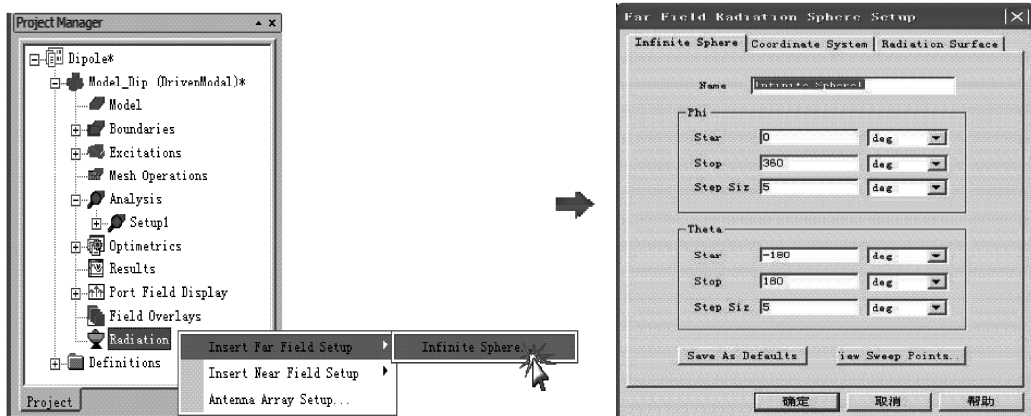 Project Manager
Dipole*
Model_Dip (DrivenModal)*
Model
Boundaries
Excitations
Mesh Operations
Analysis
Setup1
Optimetrics
Results
Port Field Display
Field Overlays
Radiation
Definitions
Project
Insert Far Field Setup
Insert Near Field Setup
Antenna Array Setup...
Infinite Sphere...
Far Field Radiation Sphere Setup
Infinite Sphere Coordinate System Radiation Surface
Name Infinite Sphere1
Phi
Star 0 deg
Stop 360 deg
Step Siz 5 deg
Theta
Star -180 deg
Stop 180 deg
Step Siz 5 deg
Save As Defaults iew Sweep Points..
确定 取消 帮助